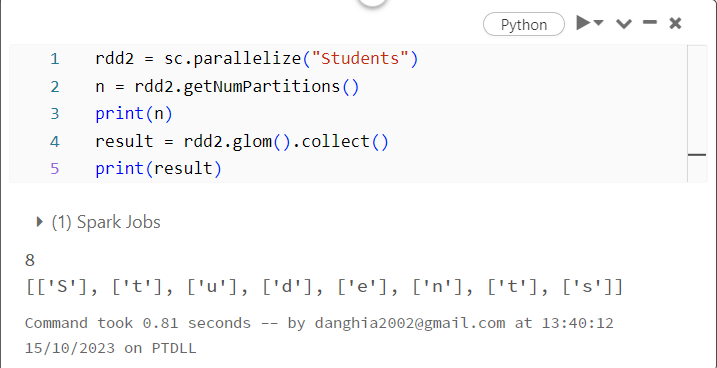 Python
1 rdd2 = sc.parallelize("Students")
2 n = rdd2.getNumPartitions()
3 print(n)
4 result = rdd2.glom().collect()
5 print(result)
(1) Spark Jobs
8
[['S'], ['t'], ['u'], ['d'], ['e'], ['n'], ['t'], ['s']]
Command took 0.81 seconds -- by danghia2002@gmail.com at 13:40:12
15/10/2023 on PTDLL